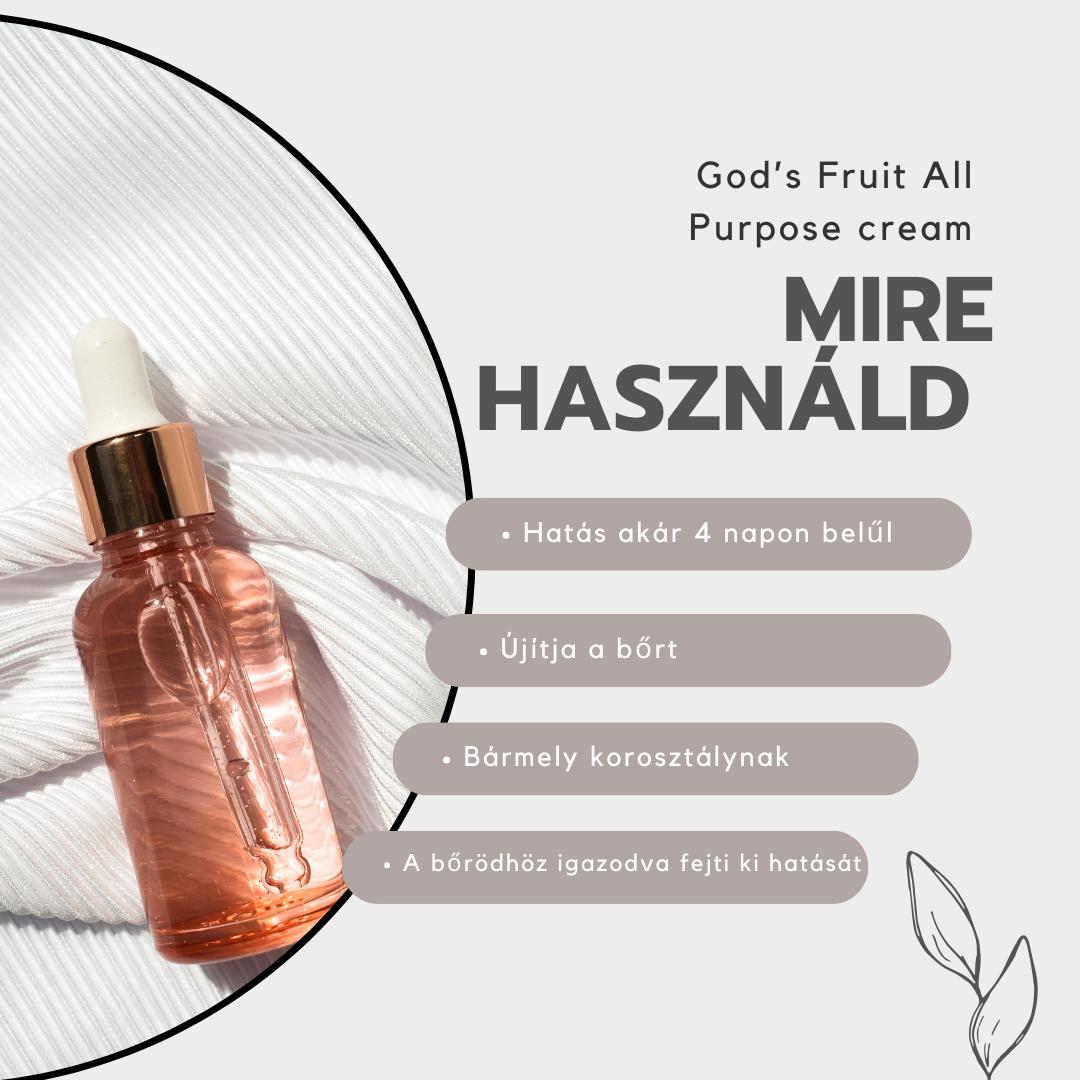 God's Fruit All
Purpose cream
MIRE
HASZNÁLD
• Hatás akár 4 napon belűl
• Újítja a bőrt
• Bármely korosztálynak
• A bőrödhöz igazodva fejti ki hatását